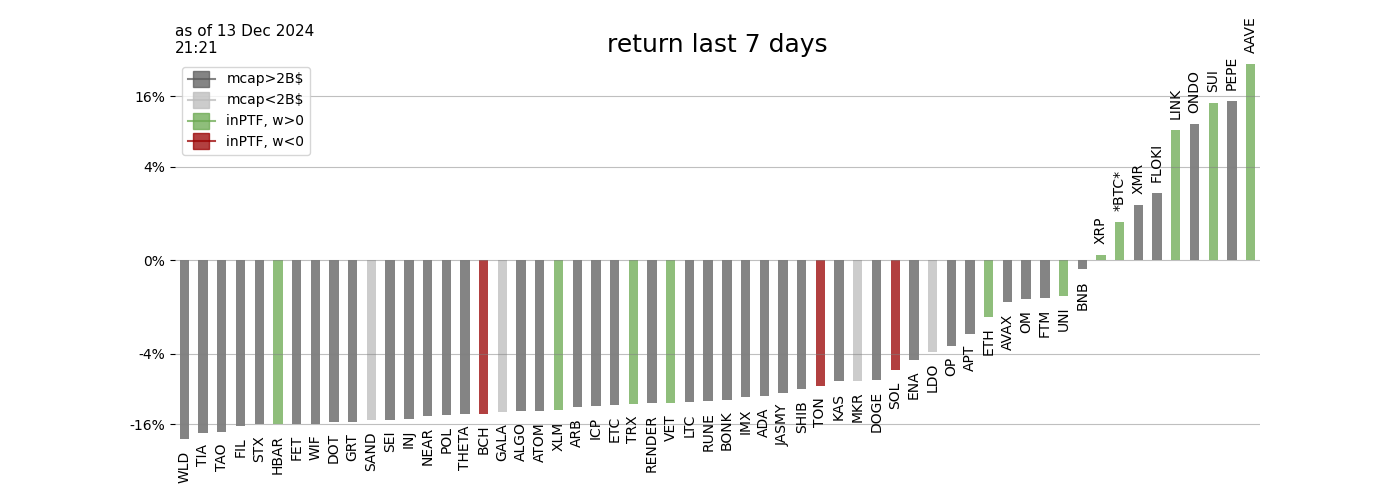 as of 13 Dec 2024
21:21
return last 7 days
mcap>2B$
mcap<2B$
inPTF, w>0
inPTF, w<0
16%
4%
0%
-4%
-16%
WLD
TIA
TAO
FIL
STX
HBAR
FET
WIF
DOT
GRT
SAND
SEI
INJ
NEAR
POL
THETA
BCH
GALA
ALGO
ATOM
XLM
ARB
ICP
ETC
TRX
RENDER
VET
LTC
RUNE
BONK
IMX
ADA
JASMY
SHIB
TON
KAS
MKR
DOGE
SOL
ENA
LDO
OP
APT
ETH
AVAX
OM
FTM
UNI
BNB
XRP
*BTC*
XMR
FLOKI
LINK
ONDO
SUI
PEPE
AAVE